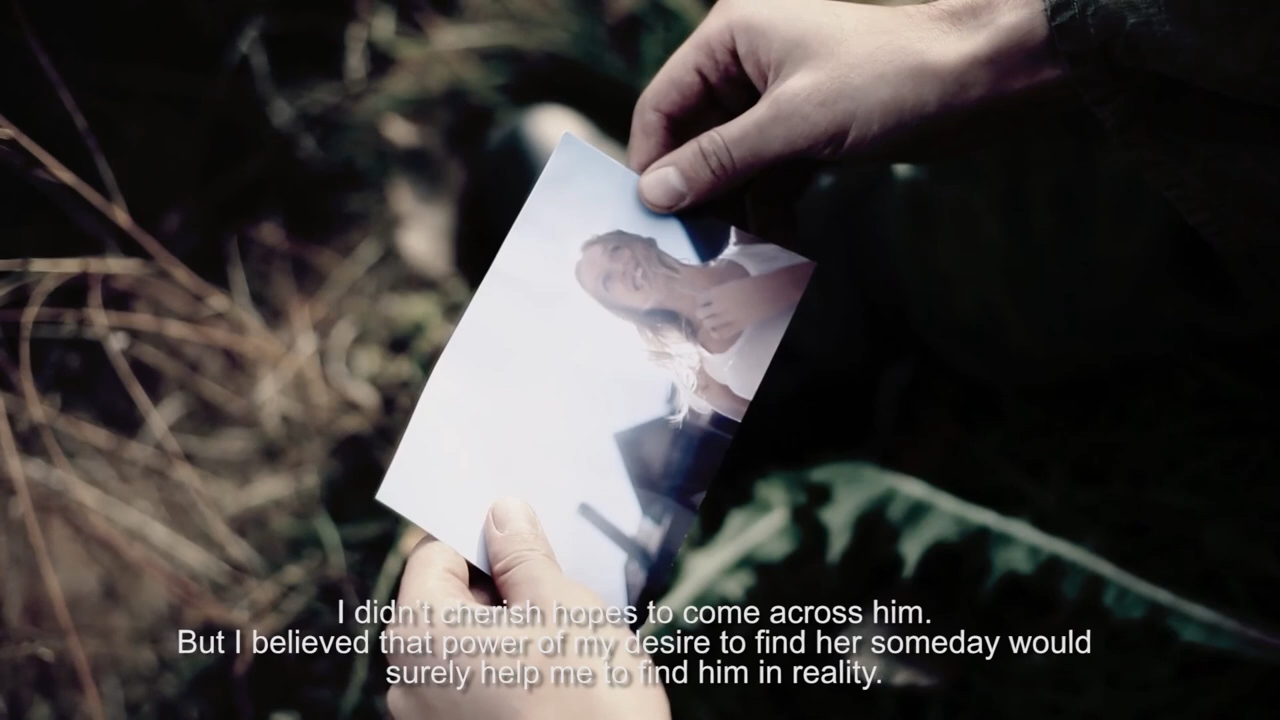 I didn't cherish hopes to come across him.
But I believed that power of my desire to find her someday would
surely help me to find him in reality.